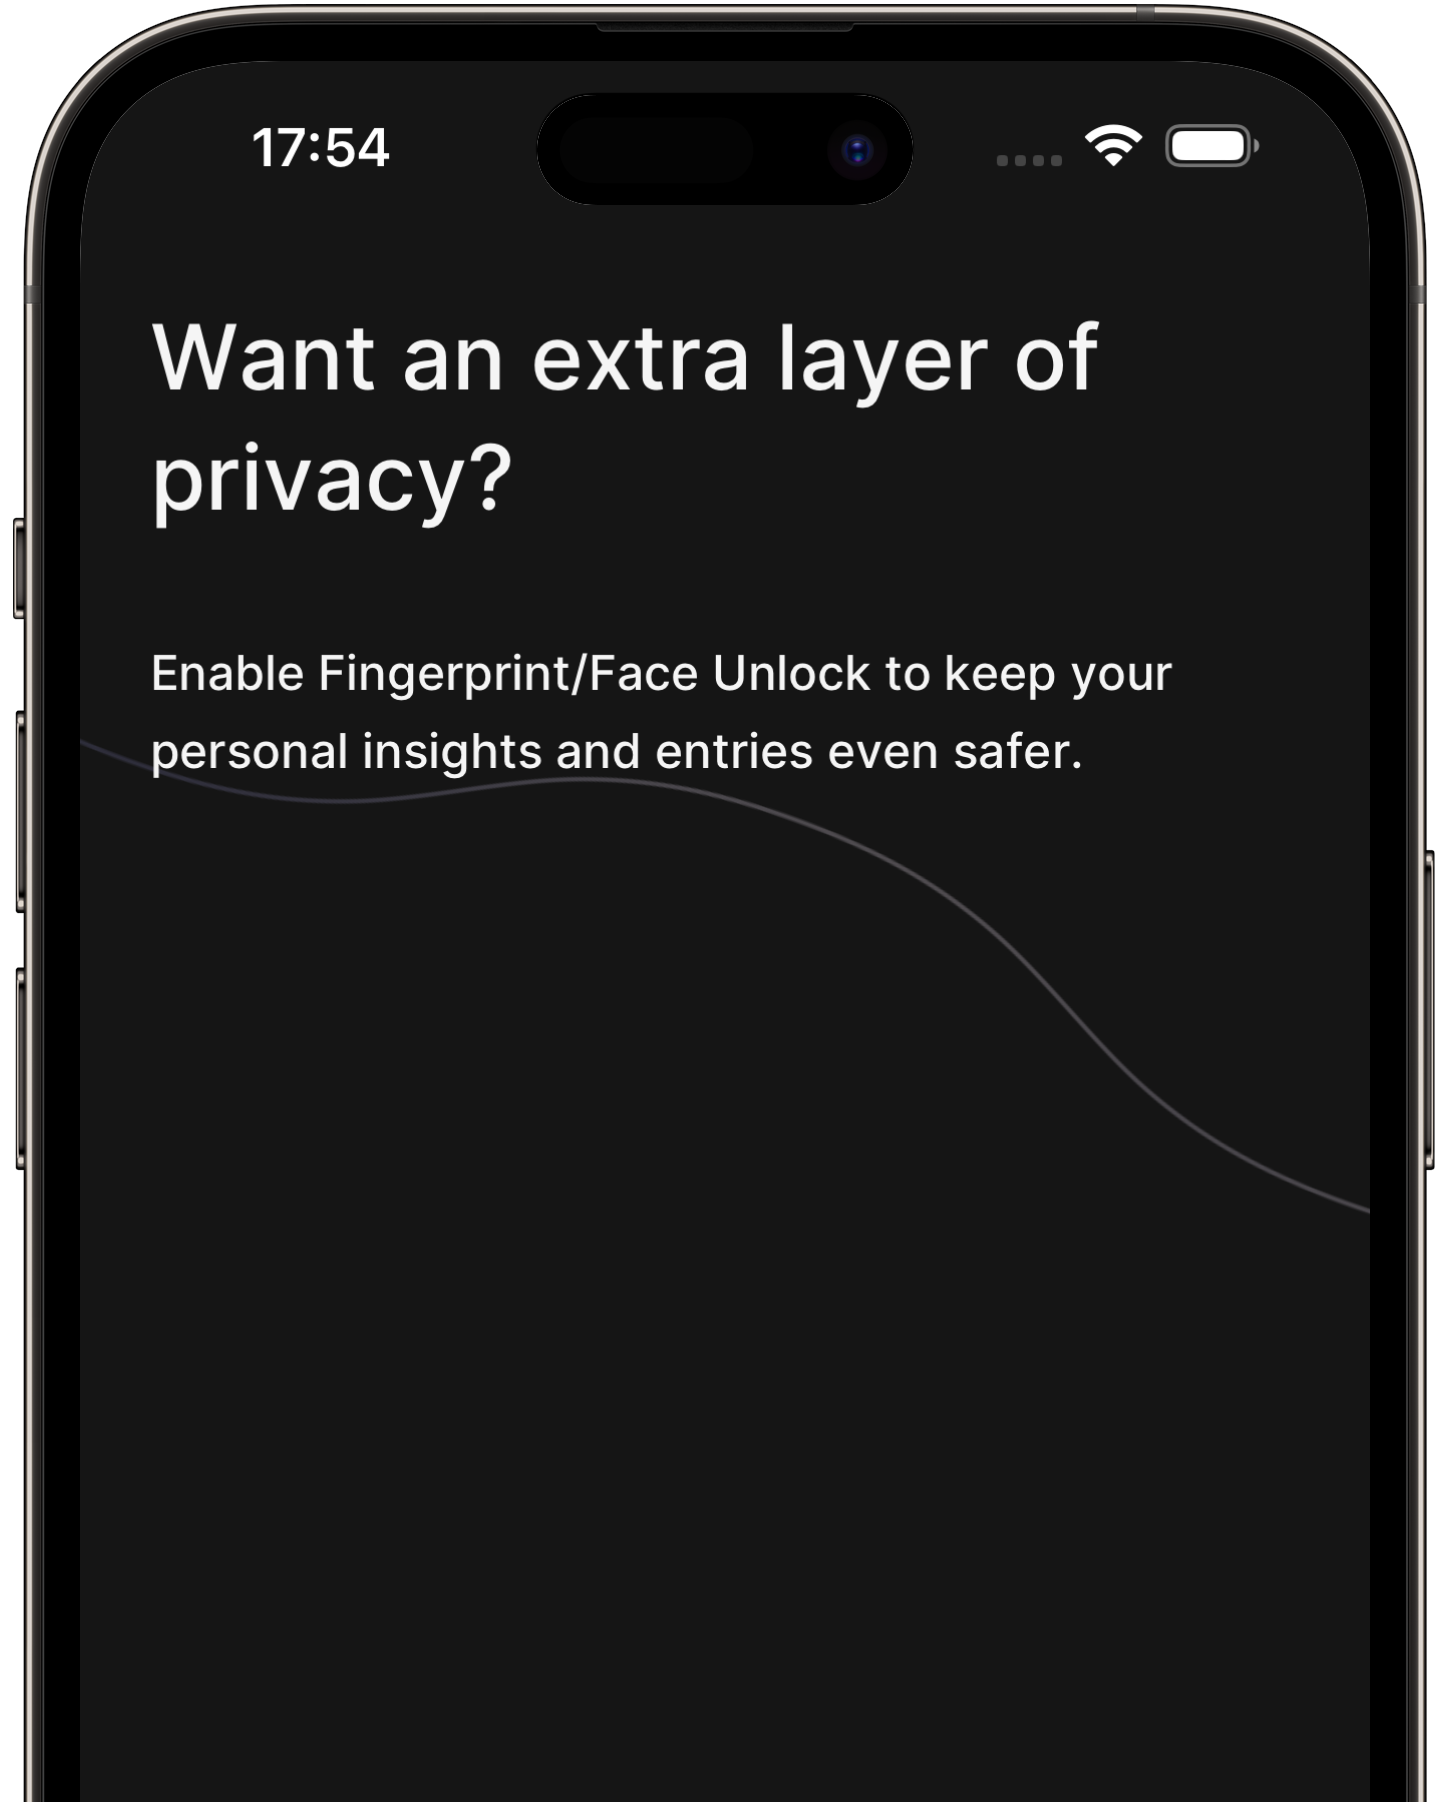 17:54
Want an extra layer of
privacy?
Enable Fingerprint/Face Unlock to keep your
personal insights and entries even safer.